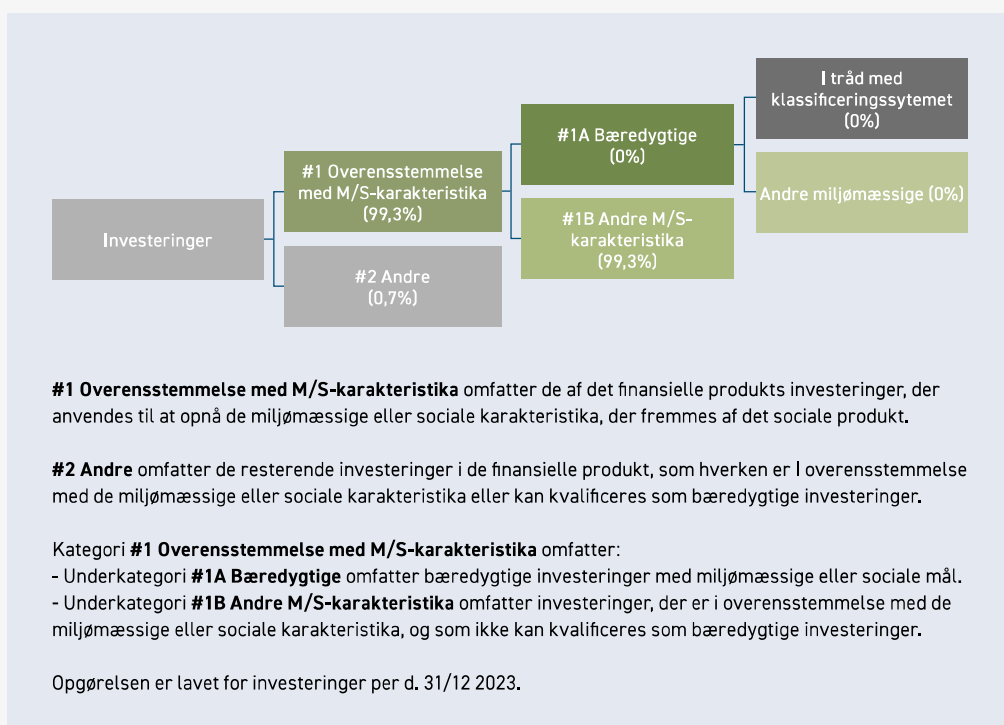 Investeringer
#1 Overensstemmelse
med M/S-karakteristika
(99,3%)
#2 Andre
(0,7%)
#1A Bæredygtige
(0%)
#1B Andre M/S-
karakteristika
(99,3%)
I tråd med
klassificeringssytemet
(0%)
Andre miljømæssige (0%)
#1 Overensstemmelse med M/S-karakteristika omfatter de af det finansielle produkts investeringer, der
anvendes til at opnå de miljømæssige eller sociale karakteristika, der fremmes af det sociale produkt.
#2 Andre omfatter de resterende investeringer i de finansielle produkt, som hverken er I overensstemmelse
med de miljømæssige eller sociale karakteristika eller kan kvalificeres som bæredygtige investeringer.
Kategori #1 Overensstemmelse med M/S-karakteristika omfatter:
- Underkategori #1A Bæredygtige omfatter bæredygtige investeringer med miljømæssige eller sociale mål.
- Underkategori #1B Andre M/S-karakteristika omfatter investeringer, der er i overensstemmelse med de
miljømæssige eller sociale karakteristika, og som ikke kan kvalificeres som bæredygtige investeringer.
Opgørelsen er lavet for investeringer per d. 31/12 2023.